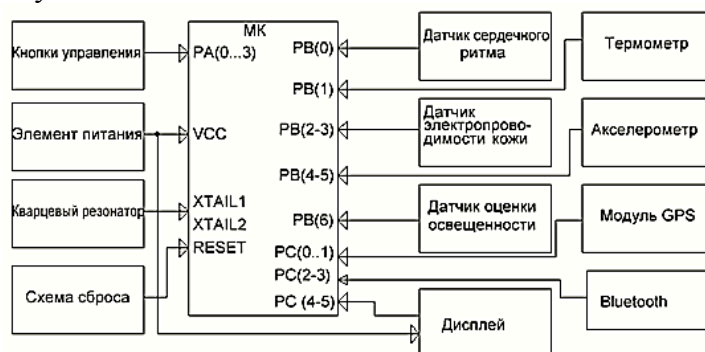 МК
Кнопки управления
PA(0...3)
Элемент питания
VCC
Кварцевый резонатор
XTAIL1
XTAIL2
RESET
Схема сброса
PB(0)
PB(1)
PB(2-3)
PB(4-5)
PB(6)
PC(0..1)
PC(2-3)
PC (4-5)
Датчик сердечного
ритма
Термометр
Датчик
электропрово-
димости кожи
Акселерометр
Датчик оценки
освещенности
Модуль GPS
Bluetooth
Дисплей